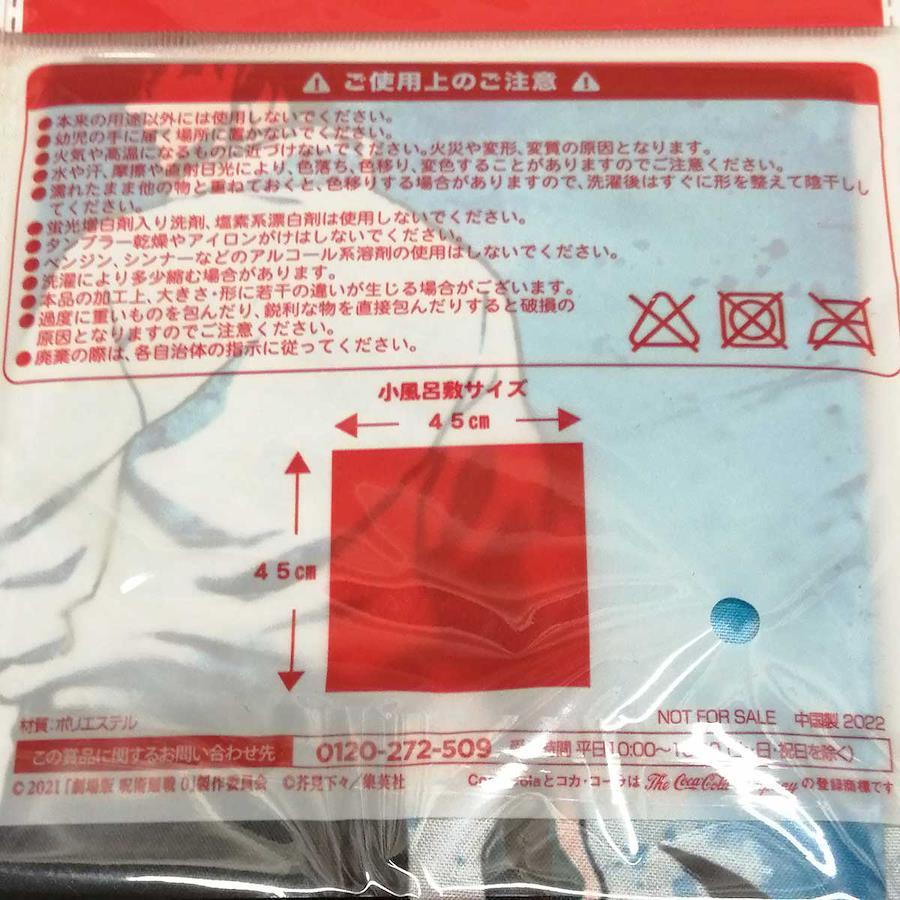 ご使用上のご注意
●本来の用途以外には使用しないでください。
●幼児の手に届く場所に置かないでください。
●火気や高温になるものに近づけないでください。火災や変形、変質の原因となります。
●水や汗、摩擦や直射日光により、色落ち、色移り、変色することがありますのでご注意ください。
●濡れたまま他の物と重ねておくと、色移りする場合がありますので、洗濯後はすぐに形を整えて陰干しし
てください。
●蛍光増白剤入り洗剤、塩素系漂白剤は使用しないでください。
●タンブラー乾燥やアイロンがけはしないでください。
●ベンジン、シンナーなどのアルコール系溶剤の使用はしないでください。
●洗濯により多少縮む場合があります。
●本品の加工上、大きさ・形に若干の違いが生じる場合がございます。
●過度に重いものを包んだり、鋭利な物を直接包んだりすると破損の
原因となりますのでご注意ください。
●廃棄の際は、各自治体の指示に従ってください。
小風呂敷サイズ
45cm
45cm
材質:ポリエステル
NOT FOR SALE 中国製 2022
この賞品に関するお問い合わせ先 0120-272-509 時間 平日10:00〜 日・祝日を除く)
©2021「劇場版 呪術廻戦 0」製作委員会 ©芥見下々/集英社
とコカ・コーラは The Coca-Cola Company の登録商標です